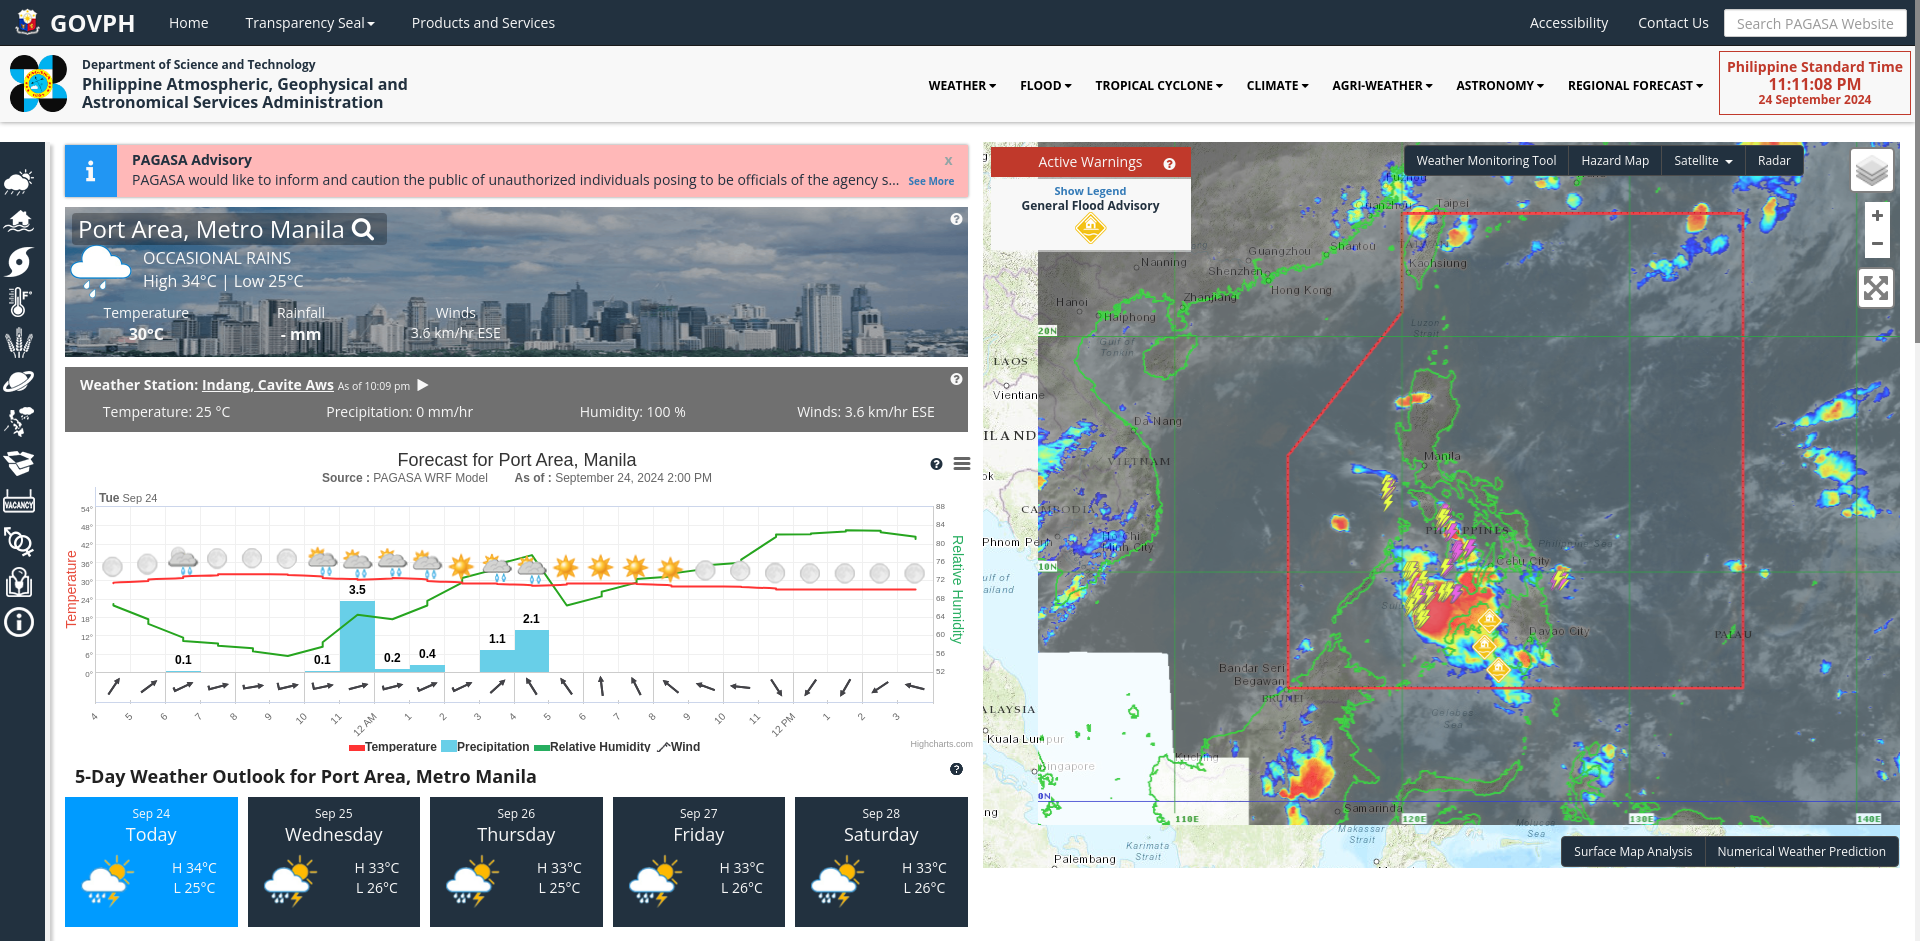 GOVPH
Home
Transparency Seal
Products and Services
Accessibility
Contact Us
Search PAGASA Website
Department of Science and Technology
Philippine Atmospheric, Geophysical and
Astronomical Services Administration
WEATHER
FLOOD
TROPICAL CYCLONE
CLIMATE
AGRI-WEATHER
ASTRONOMY
REGIONAL FORECAST
Philippine Standard Time
11:11:08 PM
24 September 2024
PAGASA Advisory
x
PAGASA would like to inform and caution the public of unauthorized individuals posing to be officials of the agency s... See More
Port Area, Metro Manila
OCCASIONAL RAINS
High 34°C | Low 25°C
Temperature
30°C
Rainfall
- mm
Winds
3.6 km/hr ESE
Weather Station: Indang, Cavite Aws As of 10:09 pm
Temperature: 25 °C
Precipitation: 0 mm/hr
Humidity: 100 %
Winds: 3.6 km/hr ESE
Forecast for Port Area, Manila
Source : PAGASA WRF Model As of : September 24, 2024 2:00 PM
Tue Sep 24
Temperature
54°
48°
42°
36°
30°
24°
18°
12°
6°
0°
0.1
0.1
3.5
0.2
0.4
1.1
2.1
88
84
80
76
72
68
64
60
56
52
Relative Humidity
4 5 6 7 8 9 10 11 12 AM 1 2 3 4 5 6 7 8 9 10 11 12 PM 1 2 3
Temperature Precipitation Relative Humidity Wind
Highcharts.com
5-Day Weather Outlook for Port Area, Metro Manila
Sep 24
Today
H 34°C
L 25°C
Sep 25
Wednesday
H 33°C
L 26°C
Sep 26
Thursday
H 33°C
L 25°C
Sep 27
Friday
H 33°C
L 26°C
Sep 28
Saturday
H 33°C
L 26°C
VACANCY
Active Warnings
Show Legend
General Flood Advisory
Weather Monitoring Tool
Hazard Map
Satellite
Radar
+
−
Taipei
Quanzhou
Shantou
TAIWAN
Kaohsiung
Guangzhou
Nanning
Shenzhen
Hong Kong
Zhanjiang
Hanoi
Haiphong
20N
Luzon
Strait
Gulf of
Tonkin
LAOS
Vientiane
Da Nang
ILAND
VIETNAM
Manila
ok
CAMBODIA
Phnom Penh
Ho Chi
Minh City
PHILIPPINES
Cebu City
10N
ulf of
ailand
Davao City
PALAU
Bandar Seri
Begawan
BRUNEI
ALAYSIA
Celebes
Sea
Kuala Lumpur
Kuching
Singapore
0N
ng
Samarinda
110E
120E
130E
140E
Makassar
Strait
Karimata
Strait
Palembang
Surface Map Analysis
Numerical Weather Prediction